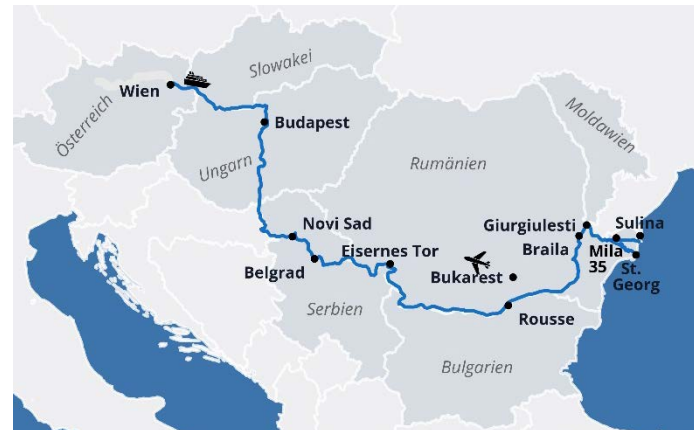 Slowakei
Wien
Österreich
Budapest
Ungarn
Moldawien
Rumänien
Novi Sad
Giurgiulesti
Sulina
Eisernes Tor
Braila
Mila
35
Belgrad
Bukarest
St.
Georg
Serbien
Rousse
Bulgarien